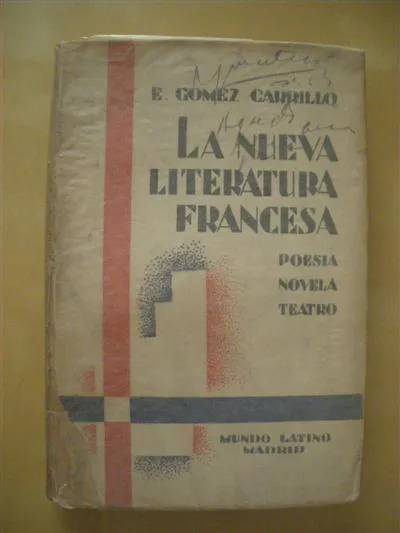 E. GOMEZ CARRILLO
LA NUEVA
LITERATURA
FRANCESA
POESIA
NOVELA
TEATRO
MUNDO LATINO
MADRID